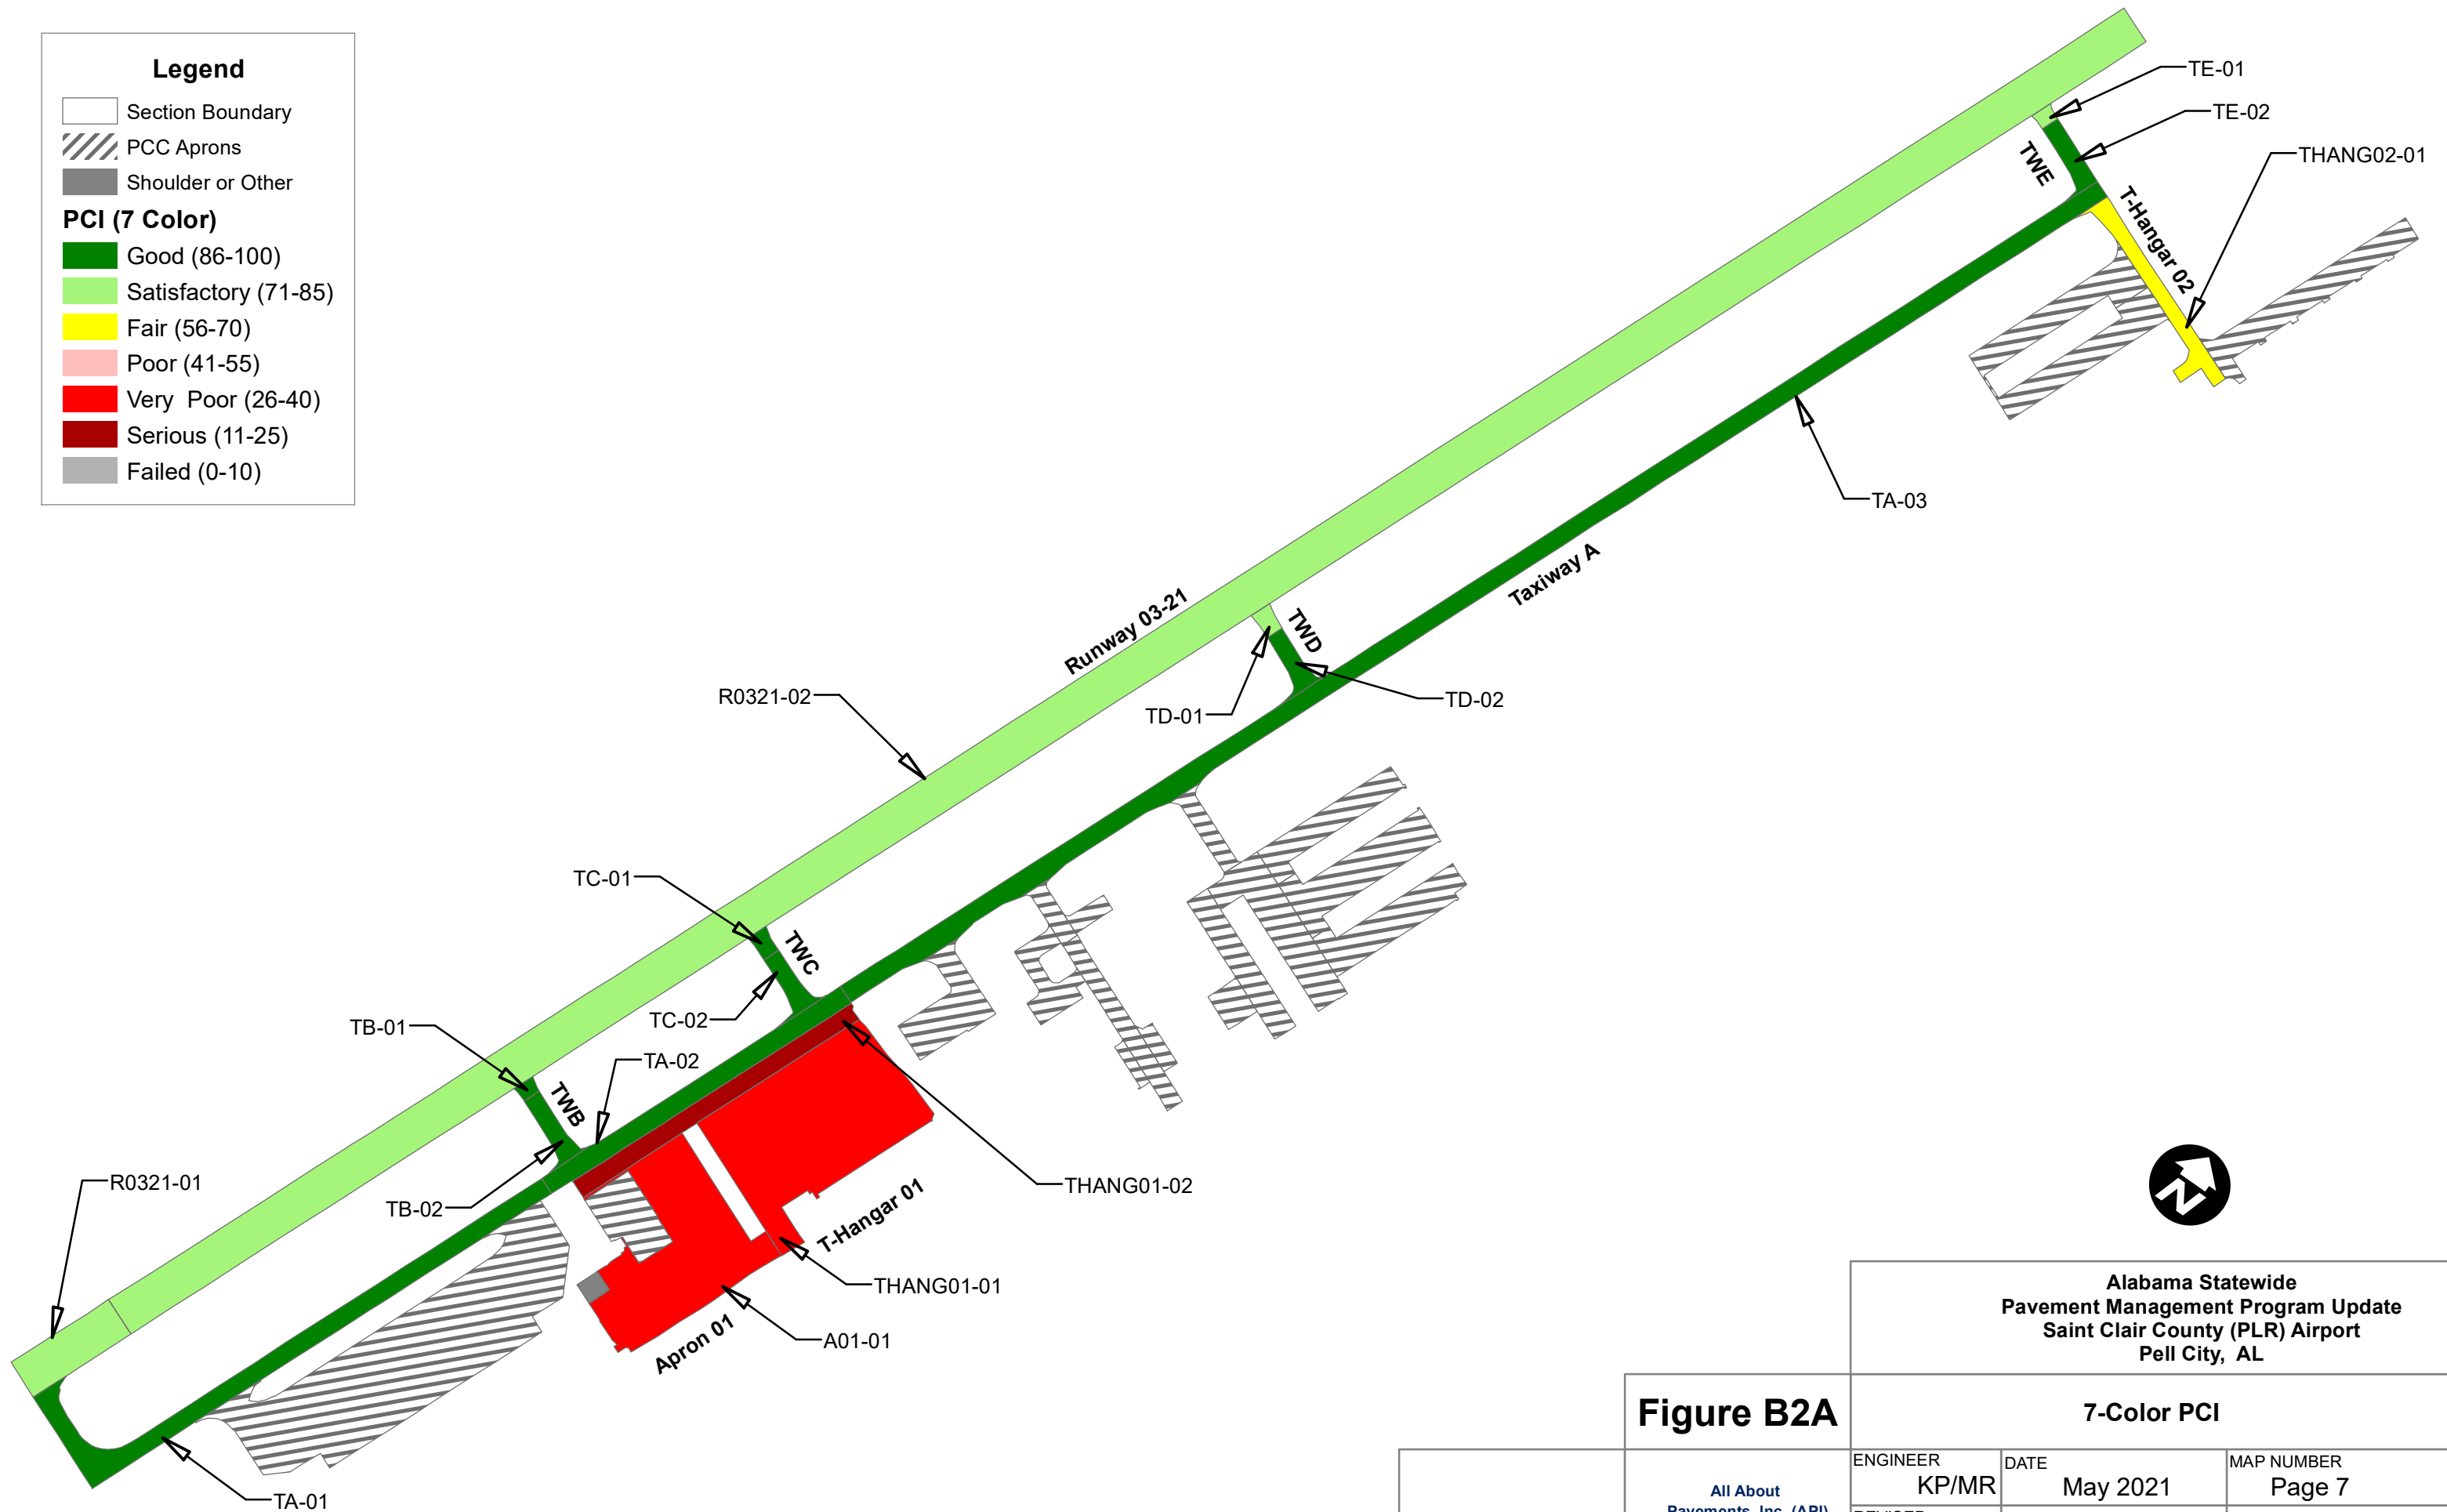 Legend
Section Boundary
PCC Aprons
Shoulder or Other
PCI (7 Color)
Good (86-100)
Satisfactory (71-85)
Fair (56-70)
Poor (41-55)
Very Poor (26-40)
Serious (11-25)
Failed (0-10)
TE-01
TE-02
THANG02-01
TWE
T-Hangar 02
TA-03
Taxiway A
Runway 03-21
TWD
R0321-02
TD-01
TD-02
TC-01
TWC
TC-02
TB-01
TA-02
TWB
R0321-01
TB-02
THANG01-02
T-Hangar 01
THANG01-01
Apron 01
A01-01
TA-01
N
Alabama Statewide
Pavement Management Program Update
Saint Clair County (PLR) Airport
Pell City, AL
Figure B2A
7-Color PCI
ENGINEER
KP/MR
DATE
May 2021
MAP NUMBER
Page 7
All About
Pavements, Inc. (API)